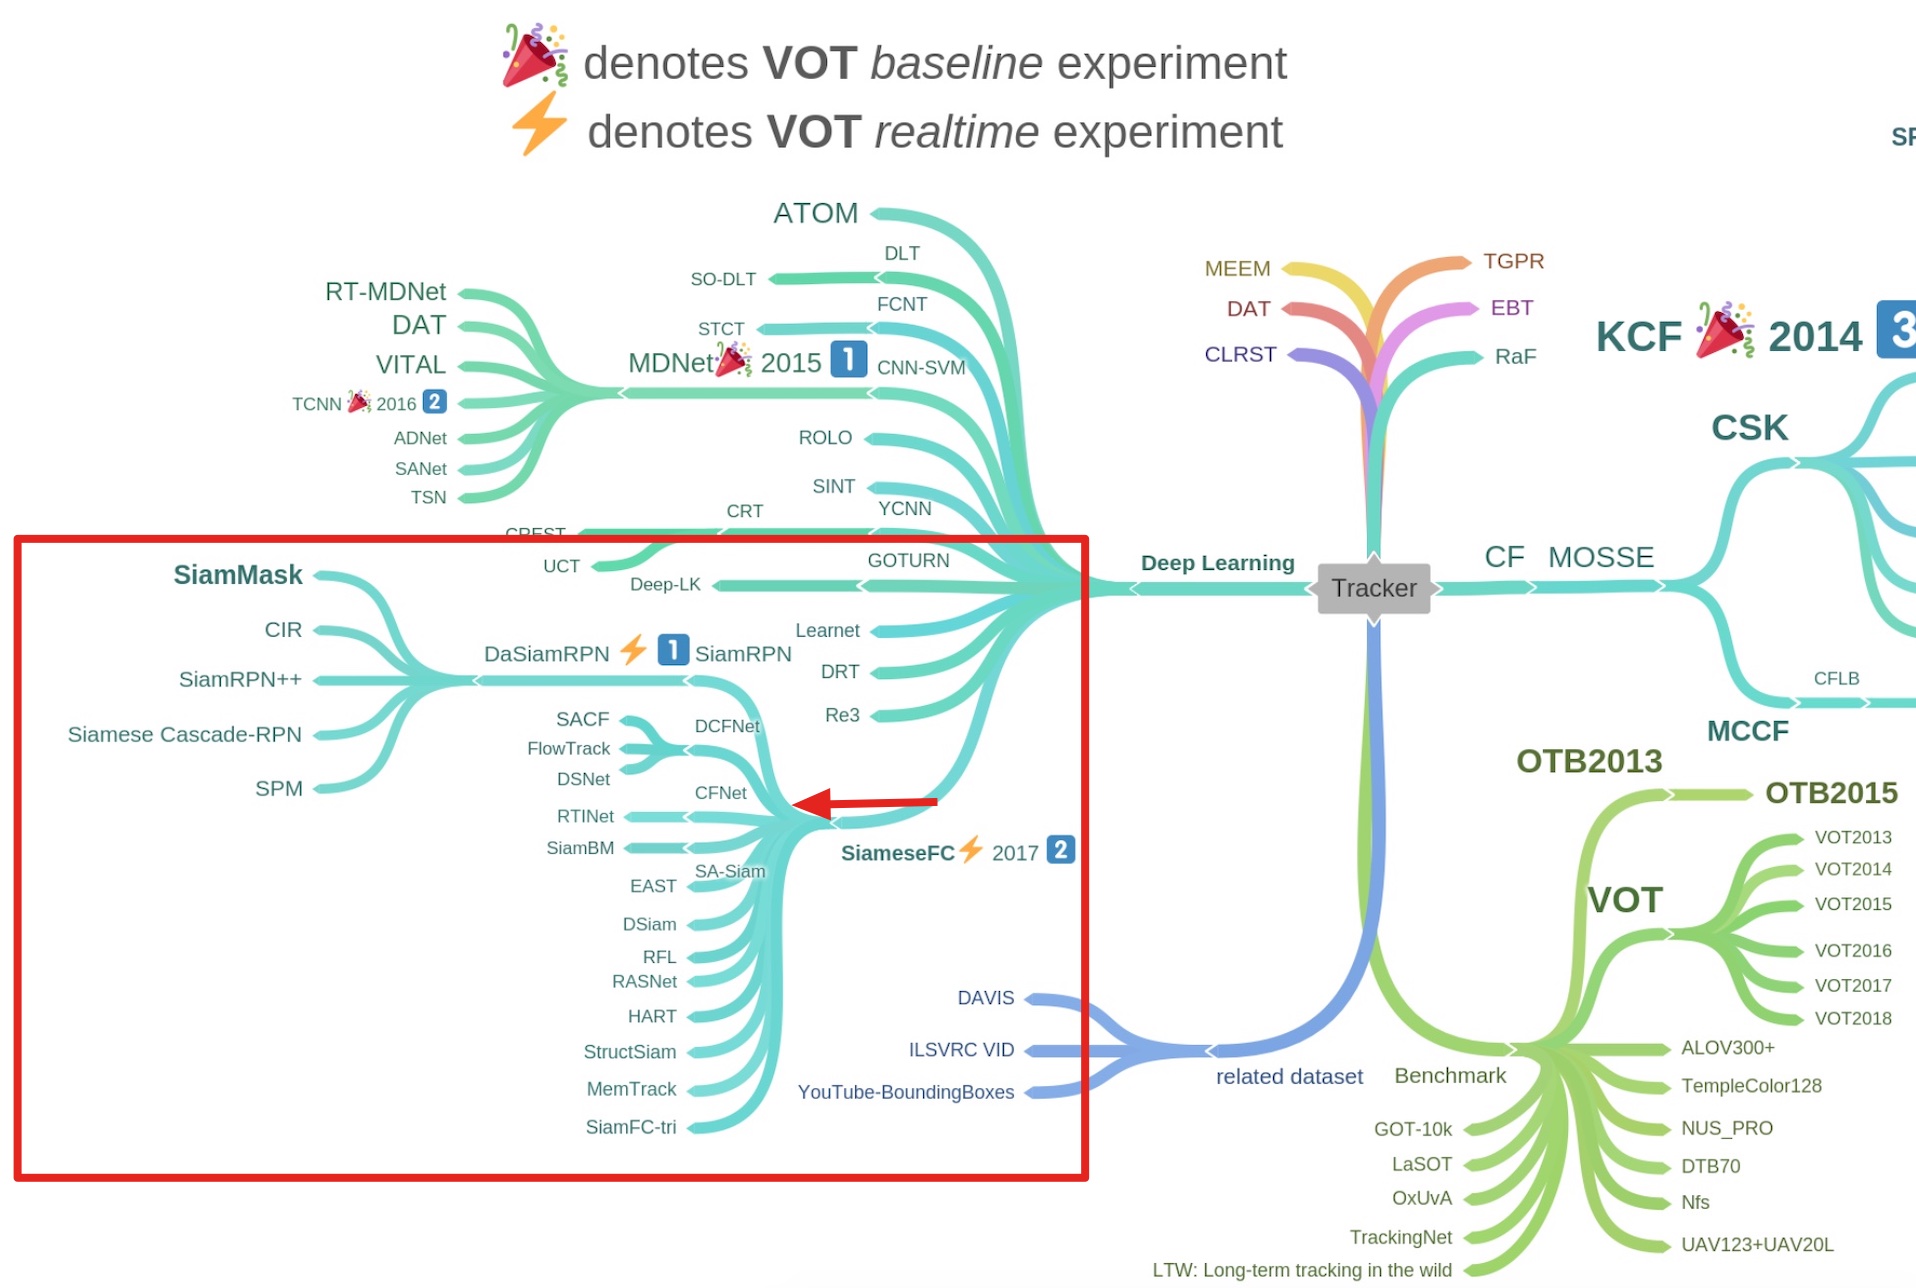 denotes VOT baseline experiment
denotes VOT realtime experiment
ATOM
DLT
SO-DLT
FCNT
STCT
RT-MDNet
DAT
VITAL
TCNN 2016 2
ADNet
SANet
TSN
MDNet 2015 1
CNN-SVM
ROLO
SINT
YCNN
CRT
CREST
UCT
GOTURN
Deep-LK
Learnet
DRT
Re3
SiamMask
CIR
SiamRPN++
Siamese Cascade-RPN
SPM
DaSiamRPN 1 SiamRPN
SACF
FlowTrack
DSNet
DCFNet
CFNet
RTINet
SiamBM
SA-Siam
EAST
DSiam
RFL
RASNet
HART
StructSiam
MemTrack
SiamFC-tri
SiameseFC 2017 2
Deep Learning
Tracker
MEEM
DAT
CLRST
TGPR
EBT
RaF
CF MOSSE
KCF 2014 3
CSK
CFLB
MCCF
DAVIS
ILSVRC VID
YouTube-BoundingBoxes
related dataset
Benchmark
OTB2013
OTB2015
VOT
VOT2013
VOT2014
VOT2015
VOT2016
VOT2017
VOT2018
ALOV300+
TempleColor128
NUS_PRO
DTB70
Nfs
UAV123+UAV20L
GOT-10k
LaSOT
OxUvA
TrackingNet
LTW: Long-term tracking in the wild